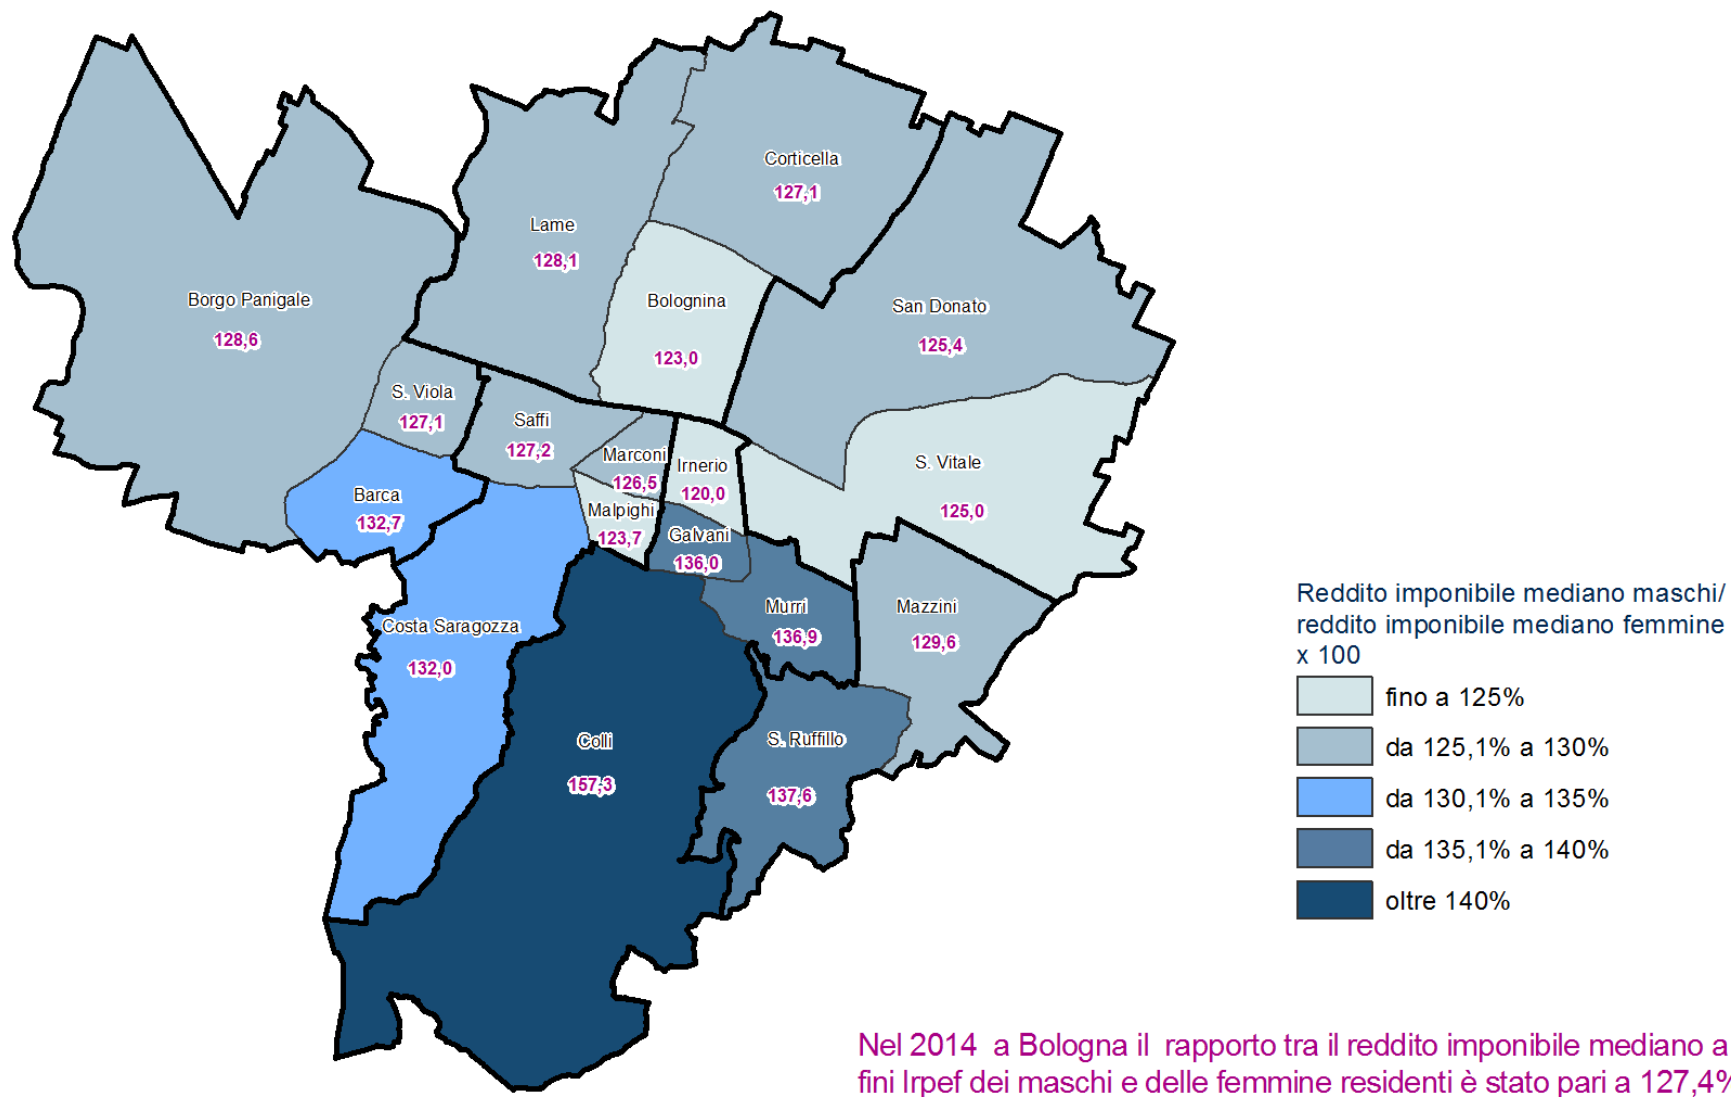 Corticella
127,1
Lame
128,1
Borgo Panigale
128,6
Bolognina
123,0
San Donato
125,4
S. Viola
127,1
Saffi
127,2
Marconi
126,5
Irnerio
120,0
S. Vitale
125,0
Barca
132,7
Malpighi
123,7
Galvani
136,0
Murri
136,9
Mazzini
129,6
Costa Saragozza
132,0
Colli
157,3
S. Ruffillo
137,6
Reddito imponibile mediano maschi/
reddito imponibile mediano femmine
x 100
fino a 125%
da 125,1% a 130%
da 130,1% a 135%
da 135,1% a 140%
oltre 140%
Nel 2014 a Bologna il rapporto tra il reddito imponibile mediano a
fini Irpef dei maschi e delle femmine residenti è stato pari a 127,4%